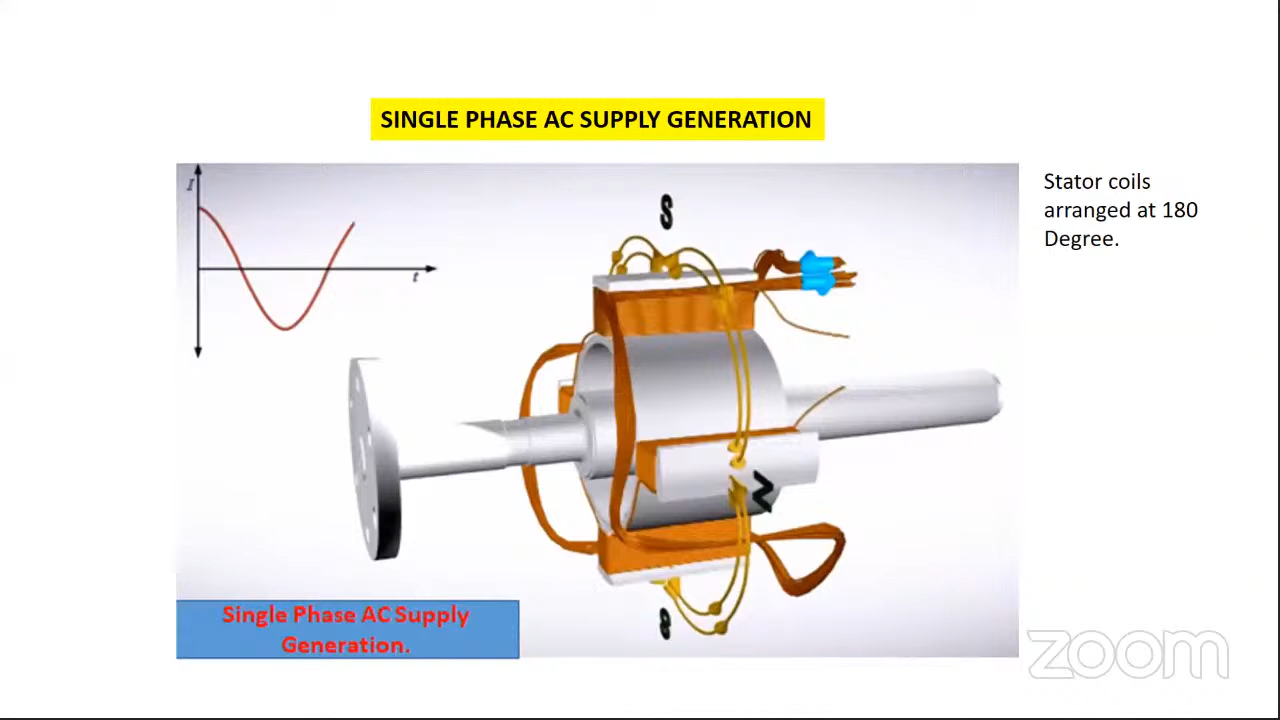 SINGLE PHASE AC SUPPLY GENERATION
I
t
S
N
S
Stator coils
arranged at 180
Degree.
Single Phase AC Supply
Generation.
zoom